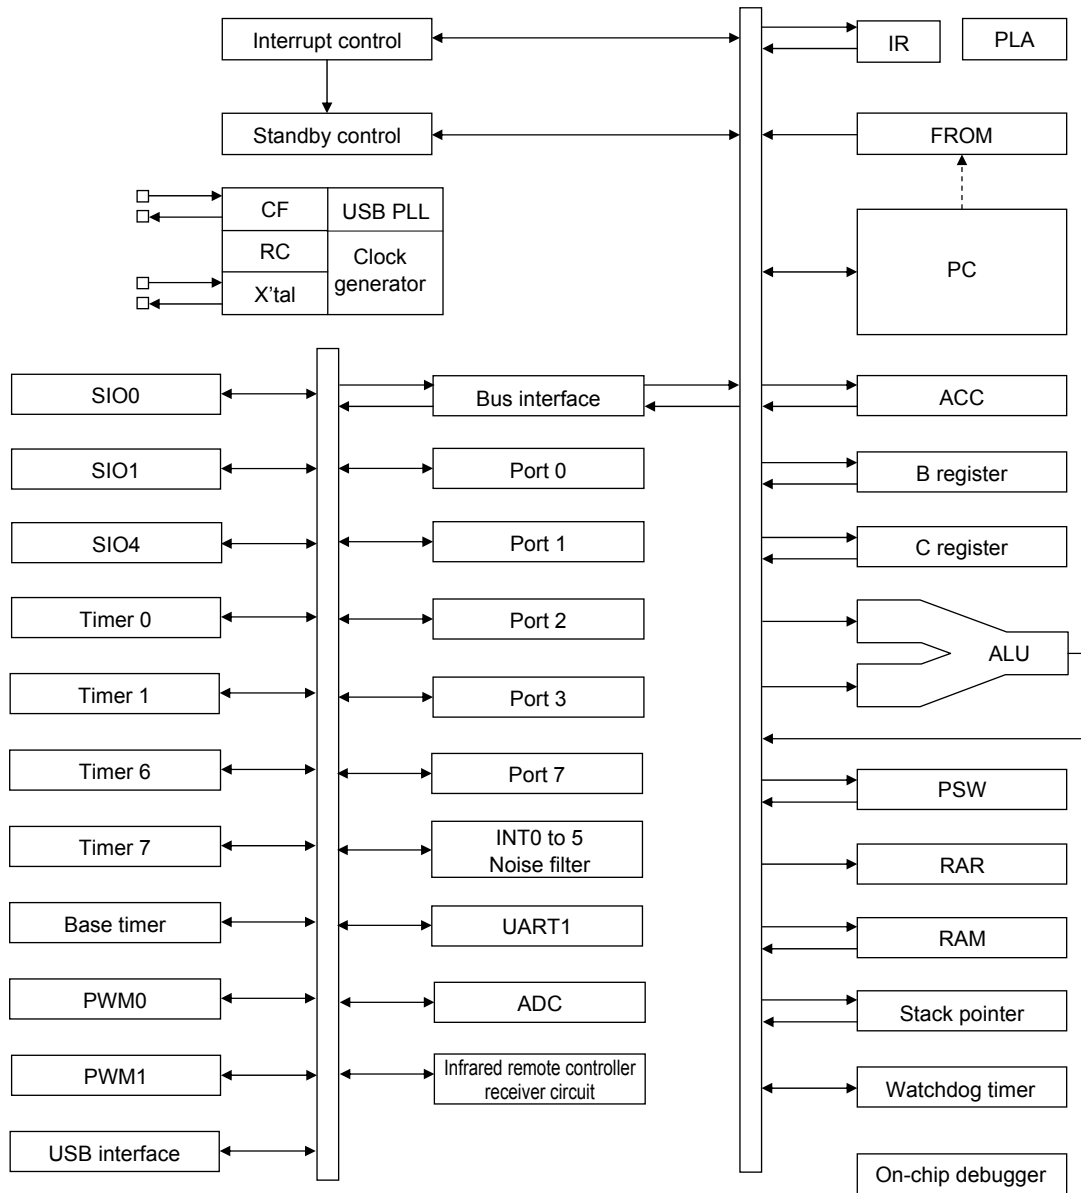 Interrupt control
IR
PLA
Standby control
FROM
CF
USB PLL
RC
Clock
generator
X'tal
PC
SIO0
Bus interface
ACC
SIO1
Port 0
B register
SIO4
Port 1
C register
Timer 0
Port 2
ALU
Timer 1
Port 3
Timer 6
Port 7
PSW
Timer 7
INT0 to 5
Noise filter
RAR
Base timer
UART1
RAM
PWM0
ADC
Stack pointer
PWM1
Infrared remote controller
receiver circuit
Watchdog timer
USB interface
On-chip debugger